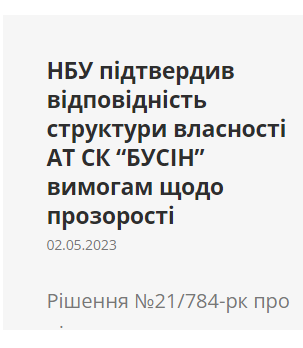 НБУ підтвердив
відповідність
структури власності
АТ СК “БУСІН”
вимогам щодо
прозорості
02.05.2023
Рішення №21/784-рк про